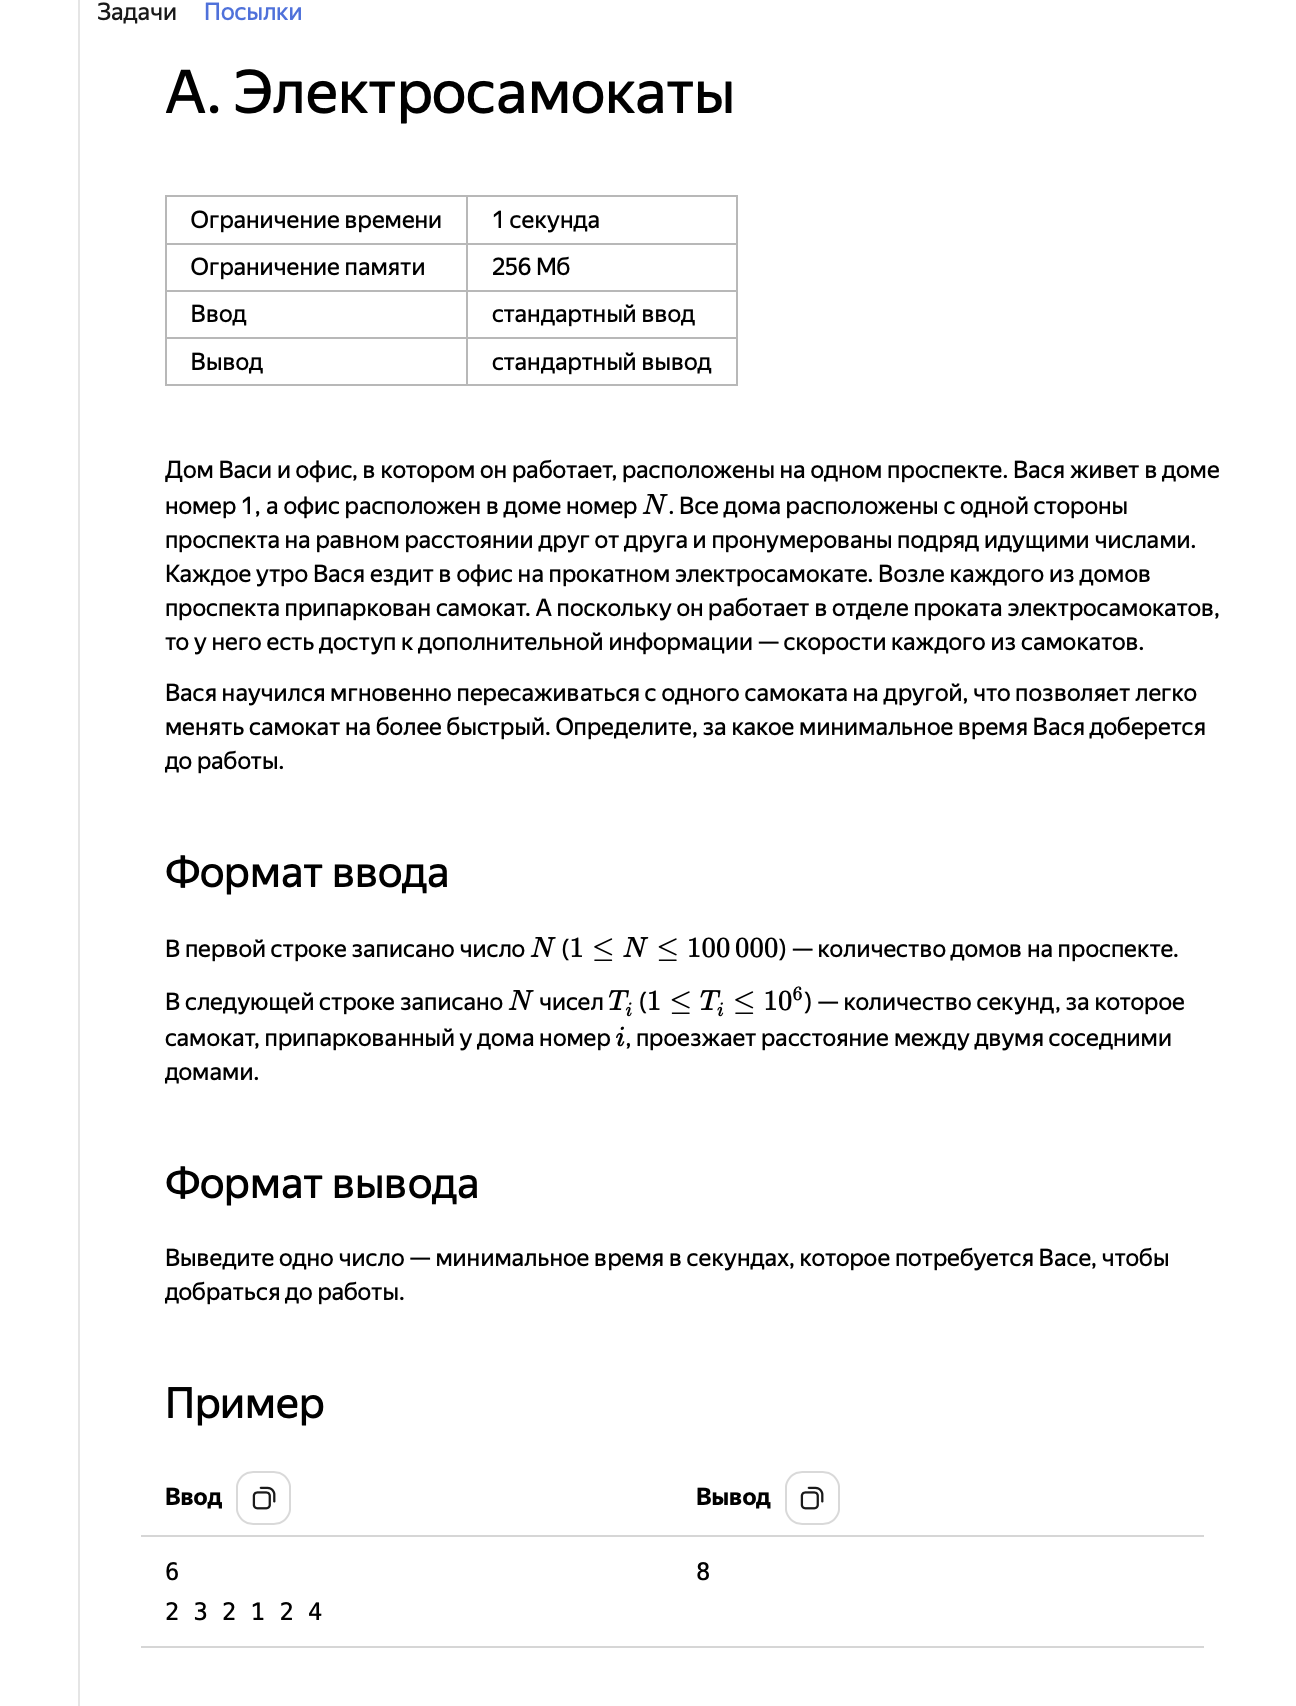 Задачи Посылки
A. Электросамокаты
Ограничение времени 1 секунда
Ограничение памяти 256 Мб
Ввод стандартный ввод
Вывод стандартный вывод
Дом Васи и офис, в котором он работает, расположены на одном проспекте. Вася живет в доме
номер 1, а офис расположен в доме номер N. Все дома расположены с одной стороны
проспекта на равном расстоянии друг от друга и пронумерованы подряд идущими числами.
Каждое утро Вася ездит в офис на прокатном электросамокате. Возле каждого из домов
проспекта припаркован самокат. А поскольку он работает в отделе проката электросамокатов,
то у него есть доступ к дополнительной информации — скорости каждого из самокатов.
Вася научился мгновенно пересаживаться с одного самоката на другой, что позволяет легко
менять самокат на более быстрый. Определите, за какое минимальное время Вася доберется
до работы.
Формат ввода
В первой строке записано число N (1 ≤ N ≤ 100 000) — количество домов на проспекте.
В следующей строке записано N чисел Tᵢ (1 ≤ Tᵢ ≤ 10⁶) — количество секунд, за которое
самокат, припаркованный у дома номер i, проезжает расстояние между двумя соседними
домами.
Формат вывода
Выведите одно число — минимальное время в секундах, которое потребуется Васе, чтобы
добраться до работы.
Пример
Ввод Вывод
6 8
2 3 2 1 2 4